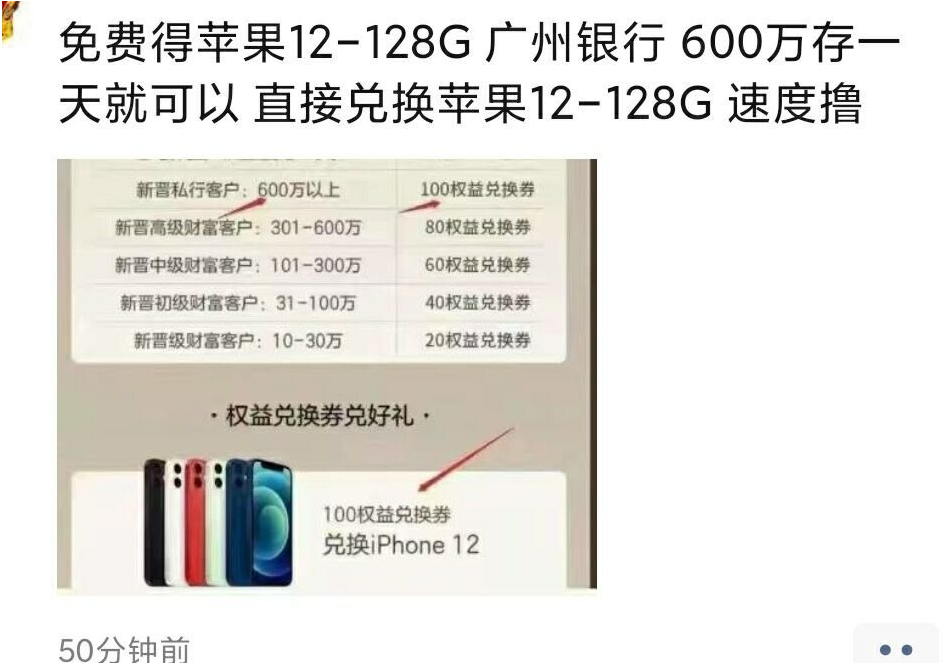 免费得苹果12-128G 广州银行 600万存一
天就可以 直接兑换苹果12-128G 速度撸
新晋私行客户：600万以上 100权益兑换券
新晋高级财富客户：301-600万 80权益兑换券
新晋中级财富客户：101-300万 60权益兑换券
新晋初级财富客户：31-100万 40权益兑换券
新晋级财富客户：10-30万 20权益兑换券
·权益兑换券兑好礼·
100权益兑换券
兑换iPhone 12
50分钟前